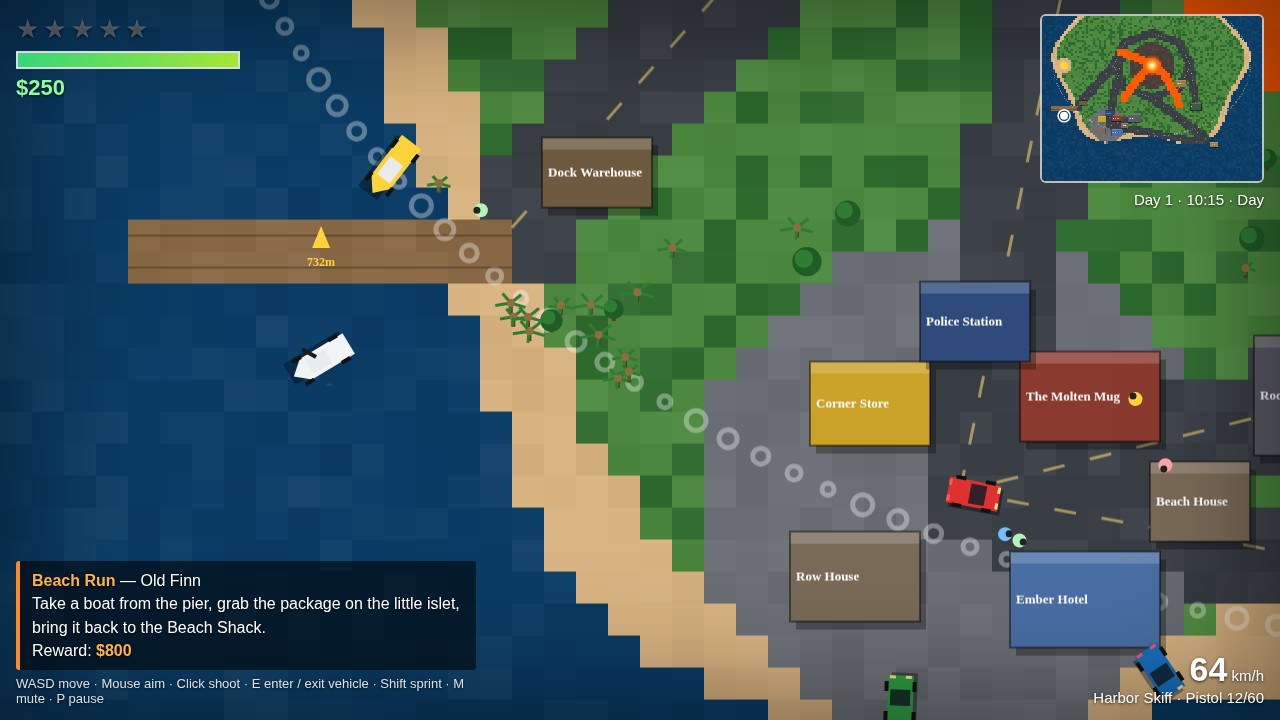 ★★★★★
$250
Day 1 · 10:15 · Day
Dock Warehouse
732m
Police Station
Corner Store
The Molten Mug
Beach House
Row House
Ember Hotel
Beach Run — Old Finn
Take a boat from the pier, grab the package on the little islet,
bring it back to the Beach Shack.
Reward: $800
WASD move · Mouse aim · Click shoot · E enter / exit vehicle · Shift sprint · M
mute · P pause
64 km/h
Harbor Skiff · Pistol 12/60